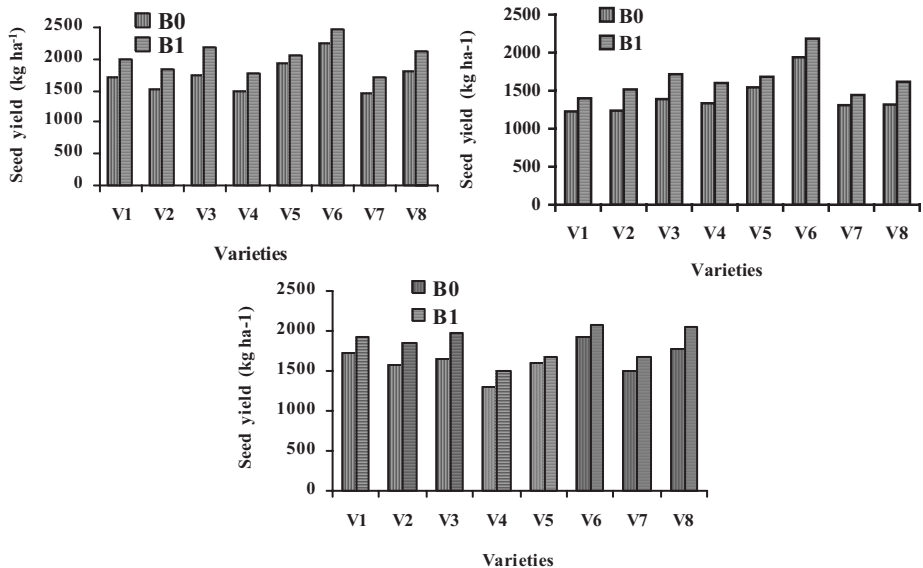 Seed yield (kg ha-1)
2500
2000
1500
1000
500
0
B0
B1
V1 V2 V3 V4 V5 V6 V7 V8
Varieties
Seed yield (kg ha-1)
2500
2000
1500
1000
500
0
B0
B1
V1 V2 V3 V4 V5 V6 V7 V8
Varieties
Seed yield (kg ha-1)
2500
2000
1500
1000
500
0
B0
B1
V1 V2 V3 V4 V5 V6 V7 V8
Varieties